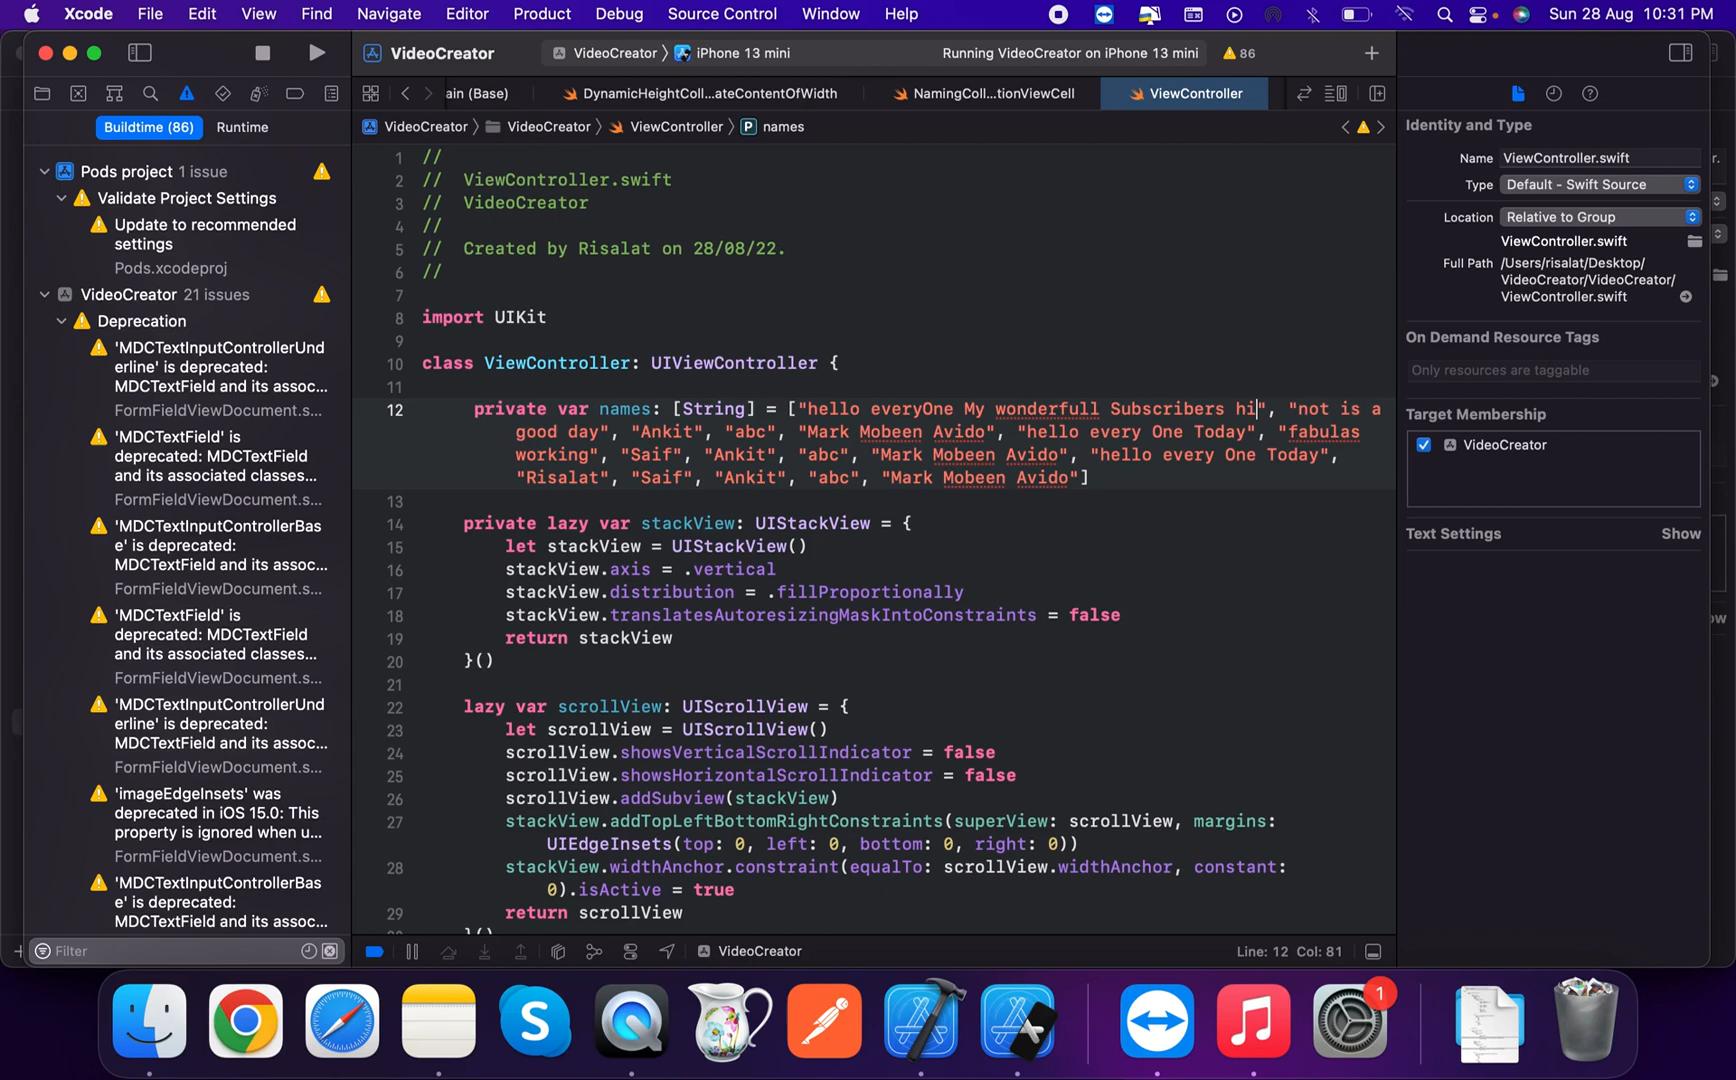 Xcode File Edit View Find Navigate Editor Product Debug Source Control Window Help Sun 28 Aug 10:31 PM
VideoCreator VideoCreator iPhone 13 mini Running VideoCreator on iPhone 13 mini 86
ain (Base) DynamicHeightColl...ateContentOfWidth NamingColl...tionViewCell ViewController
Buildtime (86) Runtime
VideoCreator VideoCreator ViewController P names
Pods project 1 issue
Validate Project Settings
Update to recommended
settings
Pods.xcodeproj
VideoCreator 21 issues
Deprecation
'MDCTextInputControllerUnd
erline' is deprecated:
MDCTextField and its assoc...
FormFieldViewDocument.s...
'MDCTextField' is
deprecated: MDCTextField
and its associated classes...
FormFieldViewDocument.s...
'MDCTextInputControllerBas
e' is deprecated:
MDCTextField and its assoc...
FormFieldViewDocument.s...
'MDCTextField' is
deprecated: MDCTextField
and its associated classes...
FormFieldViewDocument.s...
'MDCTextInputControllerUnd
erline' is deprecated:
MDCTextField and its assoc...
FormFieldViewDocument.s...
'imageEdgeInsets' was
deprecated in iOS 15.0: This
property is ignored when u...
FormFieldViewDocument.s...
'MDCTextInputControllerBas
e' is deprecated:
MDCTextField and its assoc...
Filter
1 //
2 // ViewController.swift
3 // VideoCreator
4 //
5 // Created by Risalat on 28/08/22.
6 //
7
8 import UIKit
9
10 class ViewController: UIViewController {
11
12 private var names: [String] = ["hello everyOne My wonderfull Subscribers hi", "not is a
good day", "Ankit", "abc", "Mark Mobeen Avido", "hello every One Today", "fabulas
working", "Saif", "Ankit", "abc", "Mark Mobeen Avido", "hello every One Today",
"Risalat", "Saif", "Ankit", "abc", "Mark Mobeen Avido"]
13
14 private lazy var stackView: UIStackView = {
15 let stackView = UIStackView()
16 stackView.axis = .vertical
17 stackView.distribution = .fillProportionally
18 stackView.translatesAutoresizingMaskIntoConstraints = false
19 return stackView
20 }()
21
22 lazy var scrollView: UIScrollView = {
23 let scrollView = UIScrollView()
24 scrollView.showsVerticalScrollIndicator = false
25 scrollView.showsHorizontalScrollIndicator = false
26 scrollView.addSubview(stackView)
27 stackView.addTopLeftBottomRightConstraints(superView: scrollView, margins:
UIEdgeInsets(top: 0, left: 0, bottom: 0, right: 0))
28 stackView.widthAnchor.constraint(equalTo: scrollView.widthAnchor, constant:
0).isActive = true
29 return scrollView
}()
VideoCreator Line: 12 Col: 81
Identity and Type
Name ViewController.swift
Type Default - Swift Source
Location Relative to Group
ViewController.swift
Full Path /Users/risalat/Desktop/
VideoCreator/VideoCreator/
ViewController.swift
On Demand Resource Tags
Only resources are taggable
Target Membership
VideoCreator
Text Settings Show
S 1